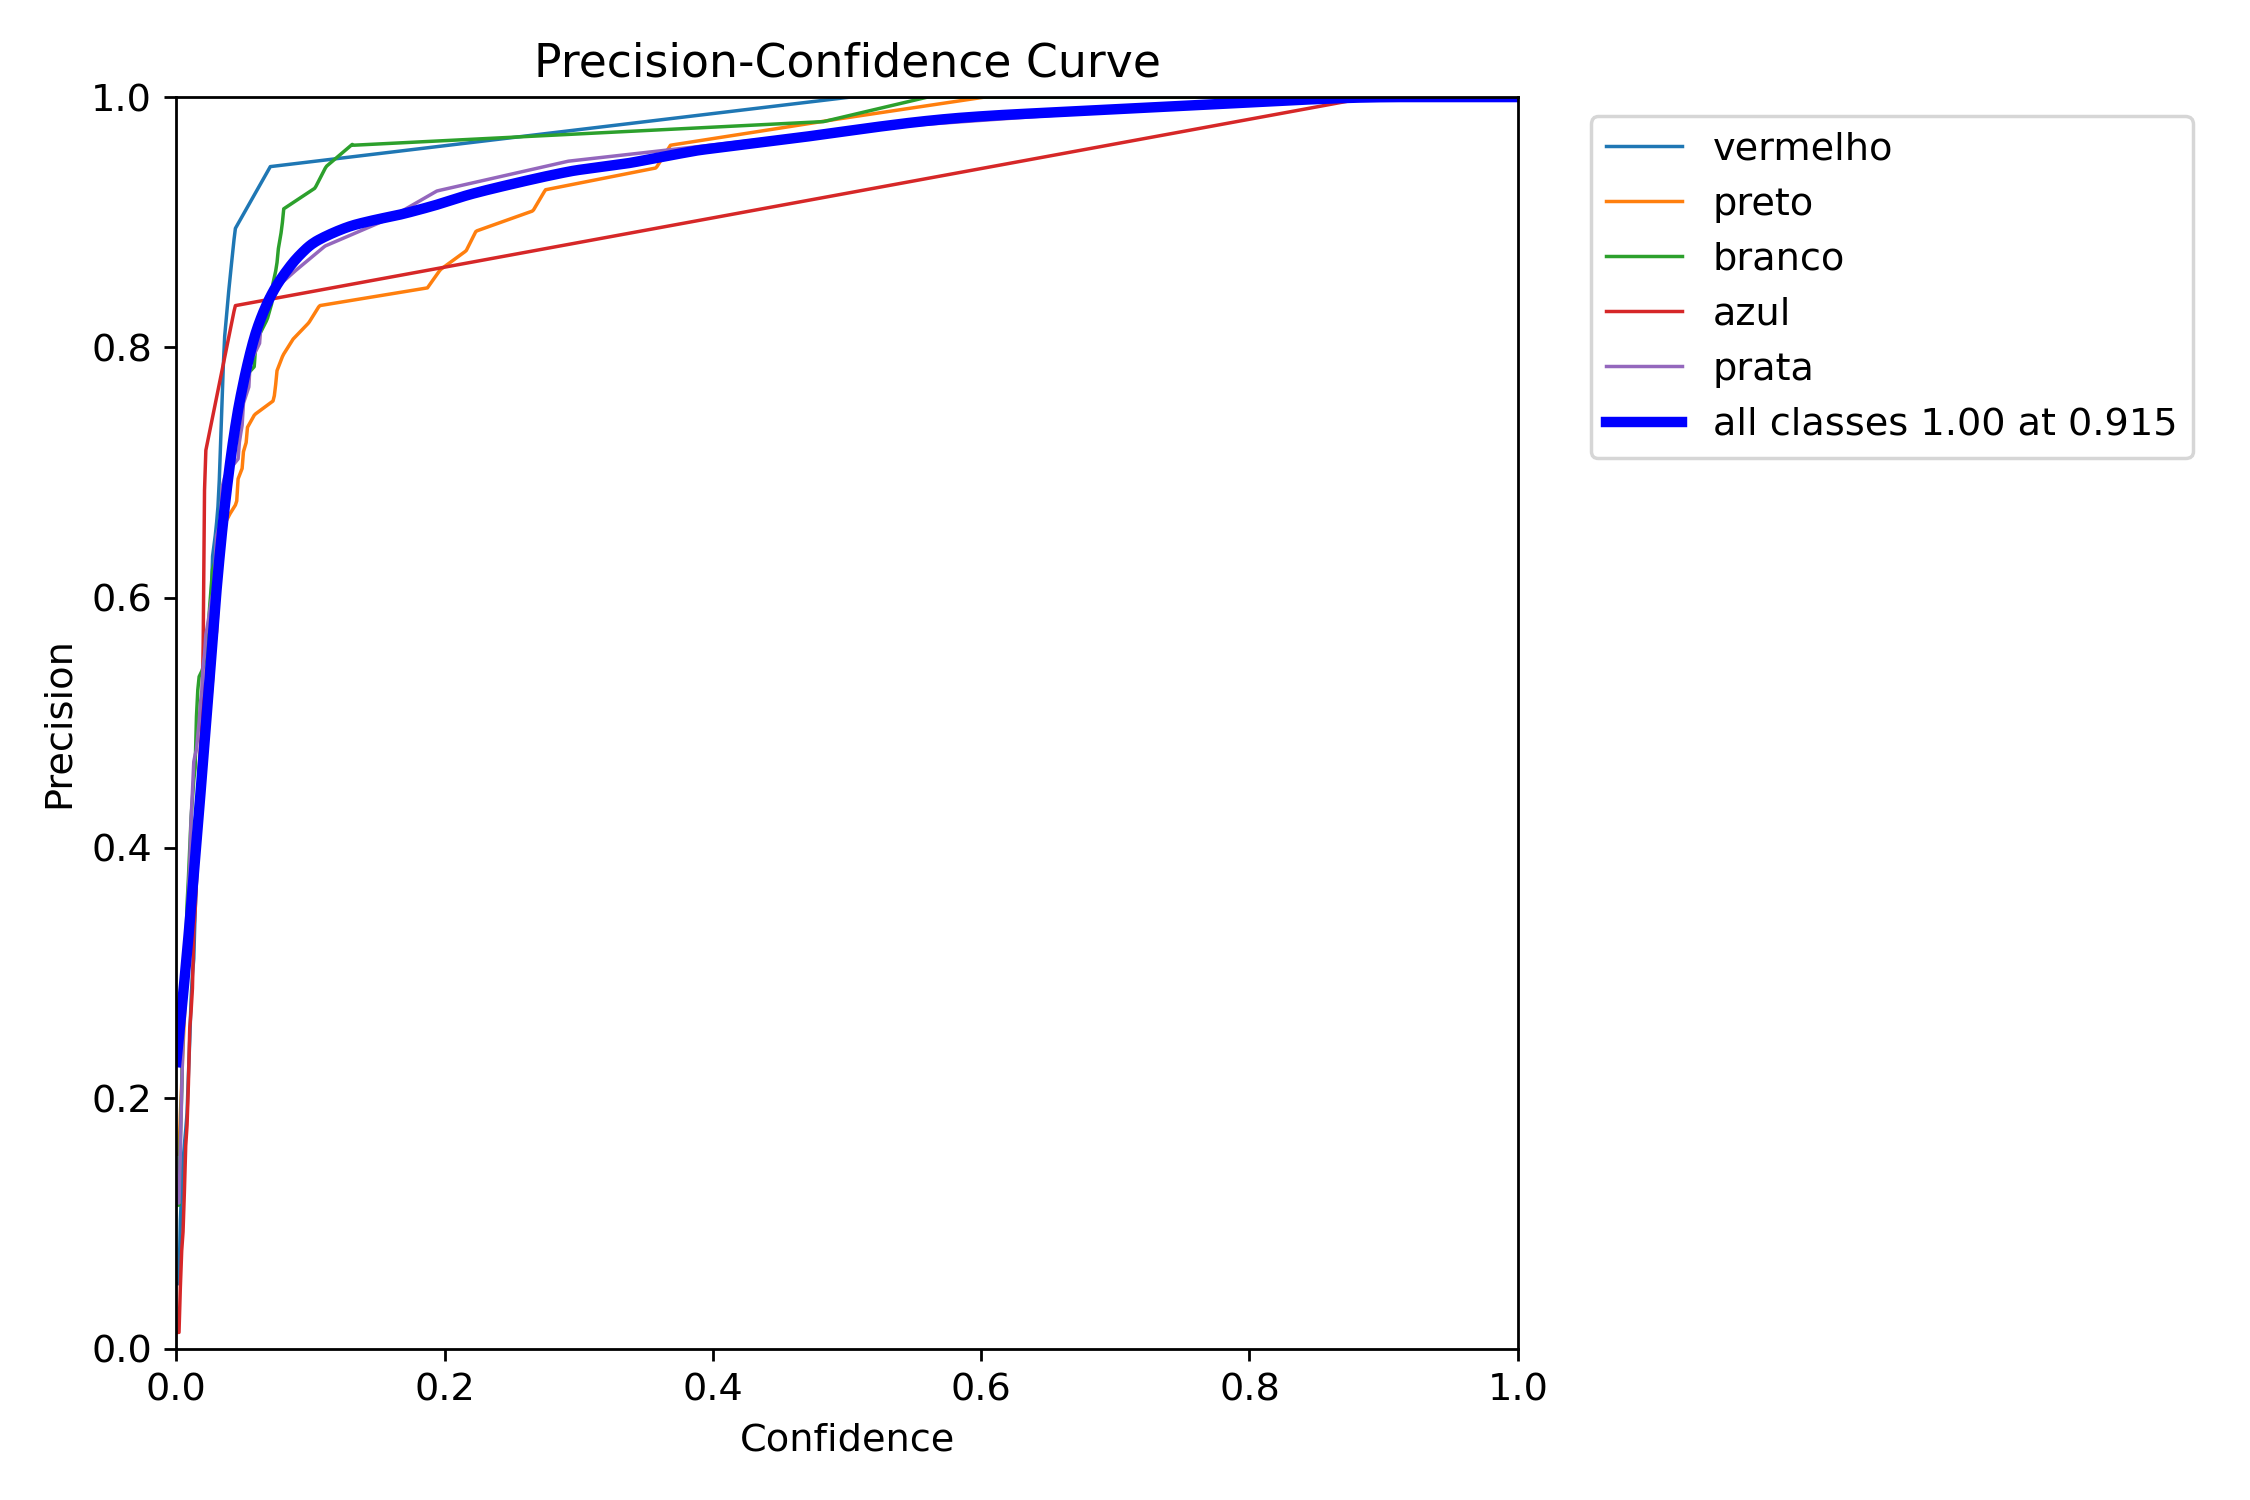 Precision-Confidence Curve
1.0
0.8
0.6
0.4
0.2
0.0
Precision
0.0 0.2 0.4 0.6 0.8 1.0
Confidence
vermelho
preto
branco
azul
prata
all classes 1.00 at 0.915